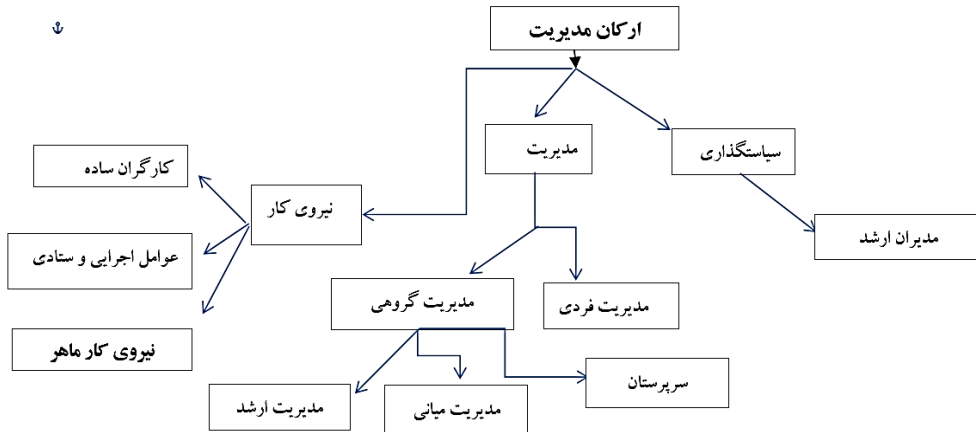 ارکان مدیریت
سیاستگذاری
مدیریت
کارگران ساده
نیروی کار
مدیران ارشد
عوامل اجرایی و ستادی
مدیریت گروهی
مدیریت فردی
نیروی کار ماهر
سرپرستان
مدیریت میانی
مدیریت ارشد